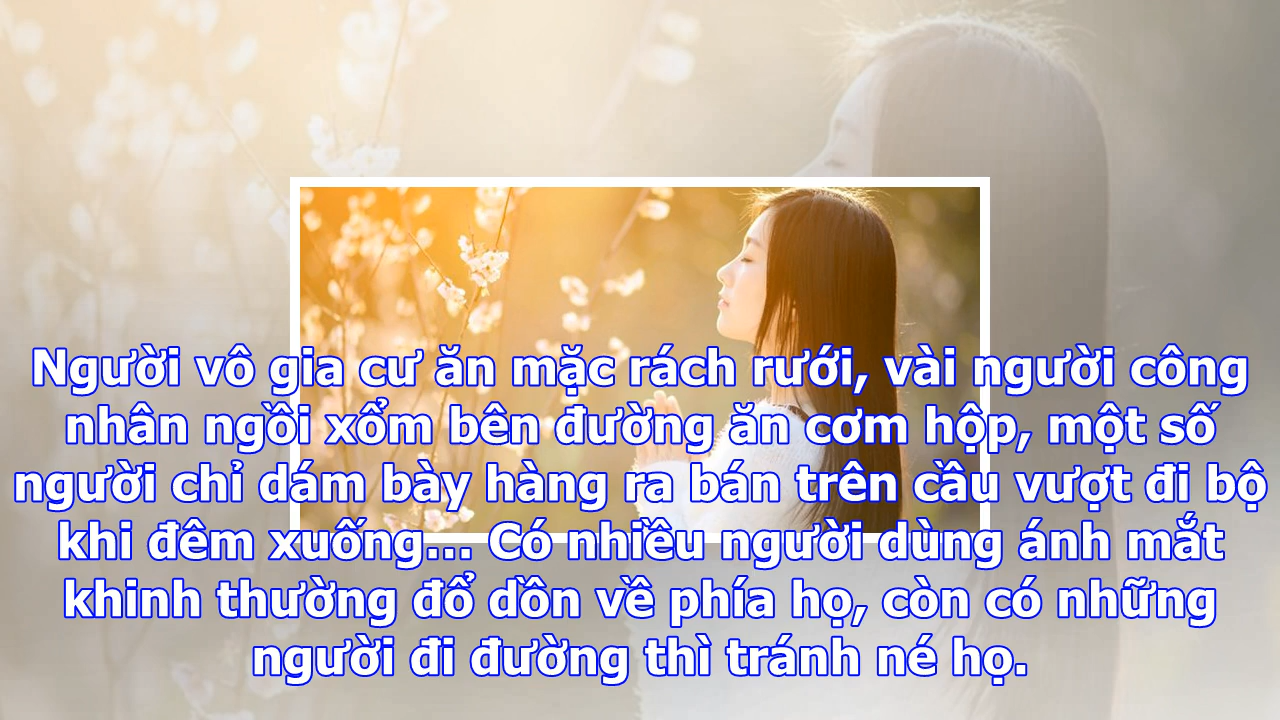 Người vô gia cư ăn mặc rách rưới, vài người công
nhân ngồi xổm bên đường ăn cơm hộp, một số
người chỉ dám bày hàng ra bán trên cầu vượt đi bộ
khi đêm xuống... Có nhiều người dùng ánh mắt
khinh thường đổ dồn về phía họ, còn có những
người đi đường thì tránh né họ.